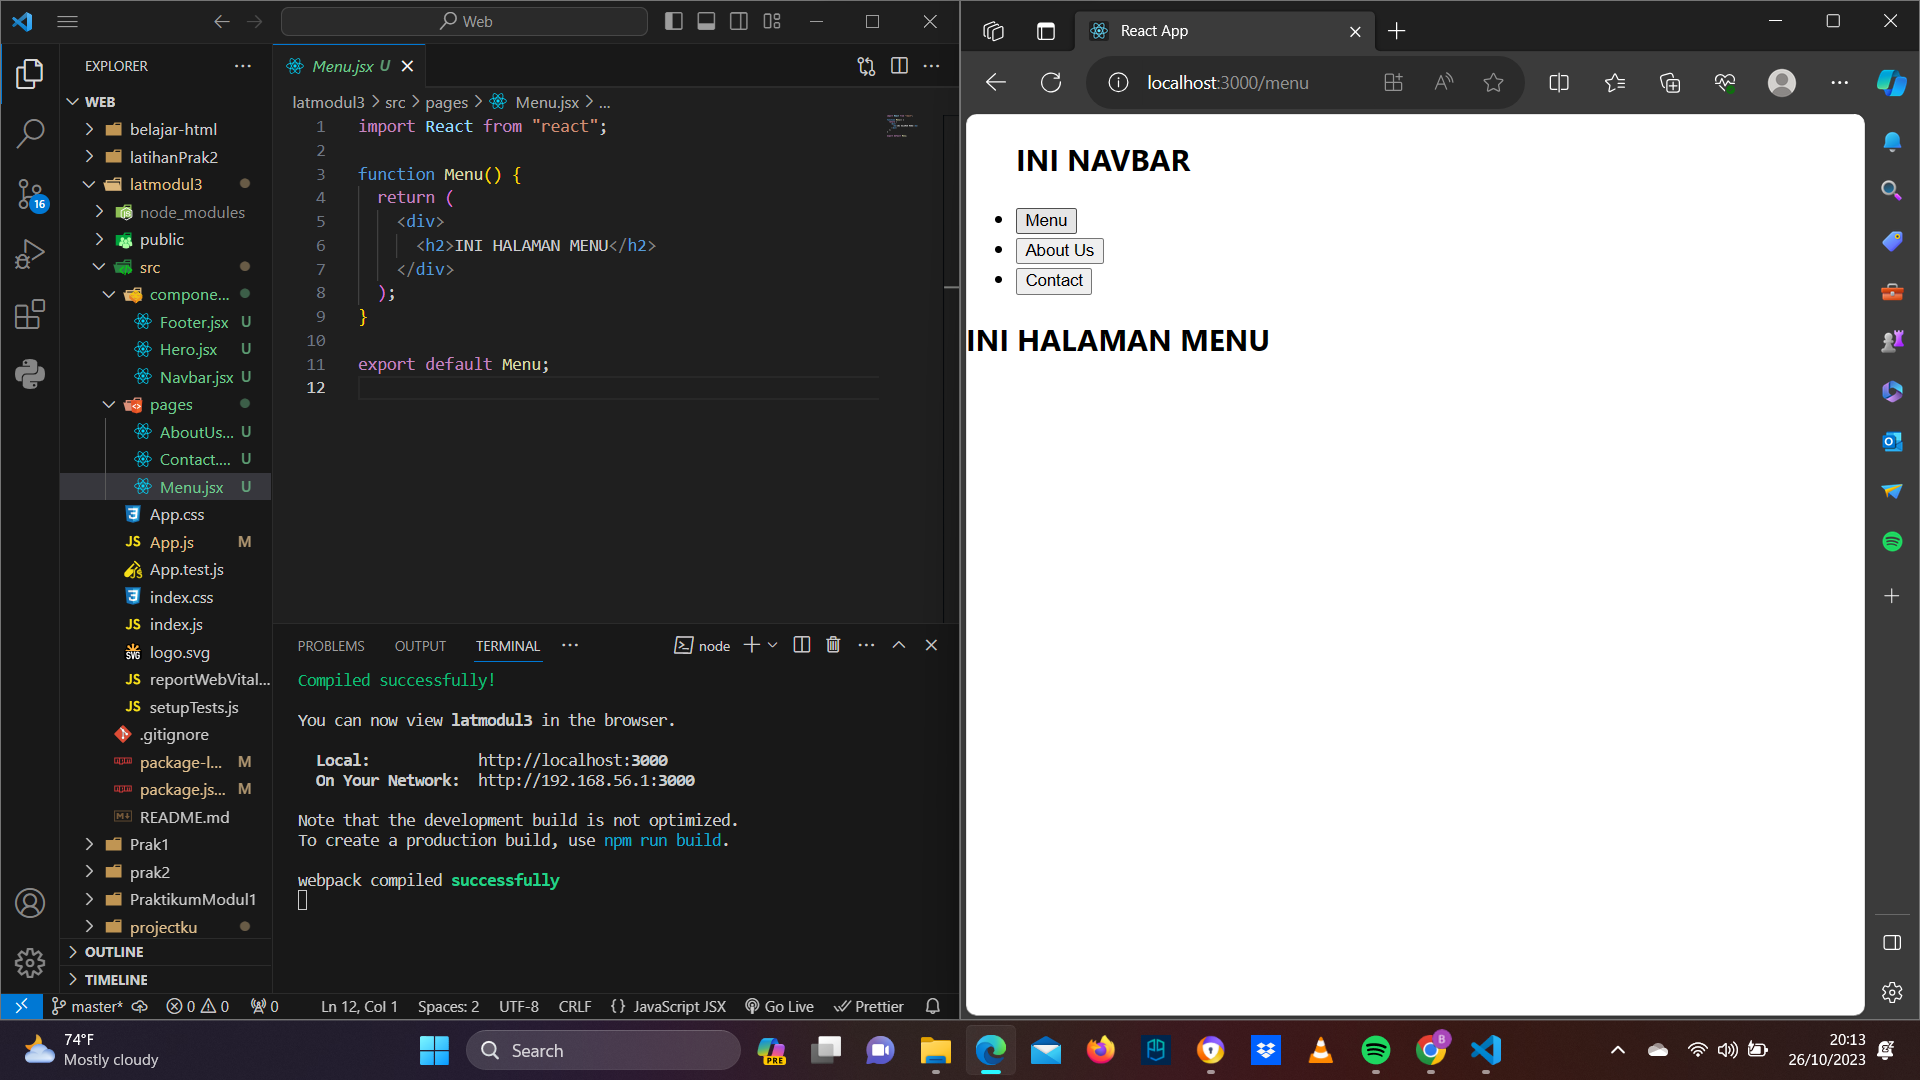 Web
EXPLORER
WEB
belajar-html
latihanPrak2
latmodul3
node_modules
public
src
compone...
Footer.jsx U
Hero.jsx U
Navbar.jsx U
pages
AboutUs... U
Contact.... U
Menu.jsx U
App.css
JS App.js M
App.test.js
index.css
JS index.js
SVG logo.svg
JS reportWebVital...
JS setupTests.js
.gitignore
package-l... M
package.js... M
README.md
Prak1
prak2
PraktikumModul1
projectku
OUTLINE
TIMELINE
16
Menu.jsx U
latmodul3 > src > pages > Menu.jsx > ...
1 import React from "react";
2
3 function Menu() {
4 return (
5 <div>
6 <h2>INI HALAMAN MENU</h2>
7 </div>
8 );
9 }
10
11 export default Menu;
12
PROBLEMS OUTPUT TERMINAL ... node
Compiled successfully!
You can now view latmodul3 in the browser.
Local: http://localhost:3000
On Your Network: http://192.168.56.1:3000
Note that the development build is not optimized.
To create a production build, use npm run build.
webpack compiled successfully
master* 0 0 0 Ln 12, Col 1 Spaces: 2 UTF-8 CRLF {} JavaScript JSX Go Live Prettier
React App
localhost:3000/menu
INI NAVBAR
• Menu
• About Us
• Contact
INI HALAMAN MENU
74°F
Mostly cloudy
Search
PRE
B
20:13
26/10/2023